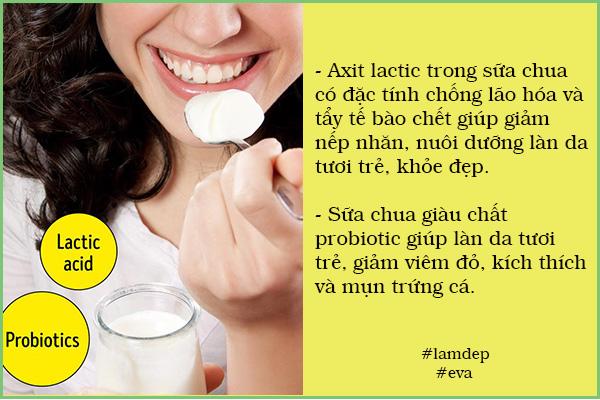 Lactic
acid
Probiotics
- Axit lactic trong sữa chua
có đặc tính chống lão hóa và
tẩy tế bào chết giúp giảm
nếp nhăn, nuôi dưỡng làn da
tươi trẻ, khỏe đẹp.
- Sữa chua giàu chất
probiotic giúp làn da tươi
trẻ, giảm viêm đỏ, kích thích
và mụn trứng cá.
#lamdep
#eva